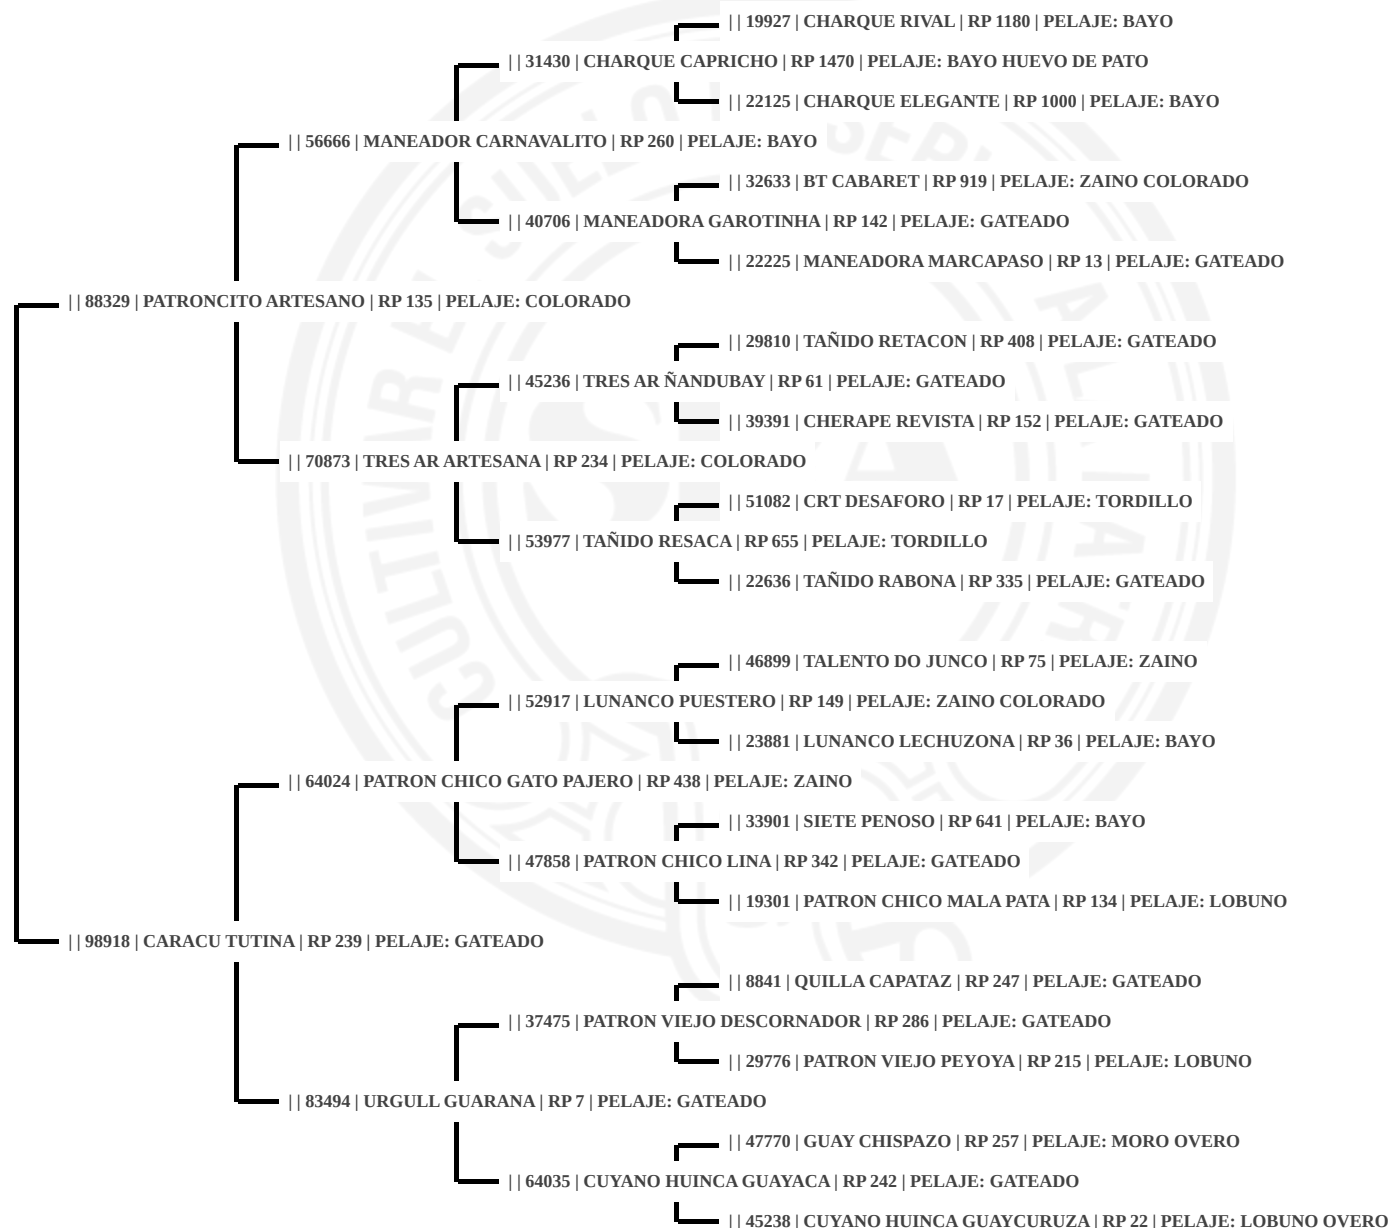 | | 19927 | CHARQUE RIVAL | RP 1180 | PELAJE: BAYO
| | 31430 | CHARQUE CAPRICHO | RP 1470 | PELAJE: BAYO HUEVO DE PATO
| | 22125 | CHARQUE ELEGANTE | RP 1000 | PELAJE: BAYO
| | 56666 | MANEADOR CARNAVALITO | RP 260 | PELAJE: BAYO
| | 32633 | BT CABARET | RP 919 | PELAJE: ZAINO COLORADO
| | 40706 | MANEADORA GAROTINHA | RP 142 | PELAJE: GATEADO
| | 22225 | MANEADORA MARCAPASO | RP 13 | PELAJE: GATEADO
| | 88329 | PATRONCITO ARTESANO | RP 135 | PELAJE: COLORADO
| | 29810 | TAÑIDO RETACON | RP 408 | PELAJE: GATEADO
| | 45236 | TRES AR ÑANDUBAY | RP 61 | PELAJE: GATEADO
| | 39391 | CHERAPE REVISTA | RP 152 | PELAJE: GATEADO
| | 70873 | TRES AR ARTESANA | RP 234 | PELAJE: COLORADO
| | 51082 | CRT DESAFORO | RP 17 | PELAJE: TORDILLO
| | 53977 | TAÑIDO RESACA | RP 655 | PELAJE: TORDILLO
| | 22636 | TAÑIDO RABONA | RP 335 | PELAJE: GATEADO
| | 46899 | TALENTO DO JUNCO | RP 75 | PELAJE: ZAINO
| | 52917 | LUNANCO PUESTERO | RP 149 | PELAJE: ZAINO COLORADO
| | 23881 | LUNANCO LECHUZONA | RP 36 | PELAJE: BAYO
| | 64024 | PATRON CHICO GATO PAJERO | RP 438 | PELAJE: ZAINO
| | 33901 | SIETE PENOSO | RP 641 | PELAJE: BAYO
| | 47858 | PATRON CHICO LINA | RP 342 | PELAJE: GATEADO
| | 19301 | PATRON CHICO MALA PATA | RP 134 | PELAJE: LOBUNO
| | 98918 | CARACU TUTINA | RP 239 | PELAJE: GATEADO
| | 8841 | QUILLA CAPATAZ | RP 247 | PELAJE: GATEADO
| | 37475 | PATRON VIEJO DESCORNADOR | RP 286 | PELAJE: GATEADO
| | 29776 | PATRON VIEJO PEYOYA | RP 215 | PELAJE: LOBUNO
| | 83494 | URGULL GUARANA | RP 7 | PELAJE: GATEADO
| | 47770 | GUAY CHISPAZO | RP 257 | PELAJE: MORO OVERO
| | 64035 | CUYANO HUINCA GUAYACA | RP 242 | PELAJE: GATEADO
| | 45238 | CUYANO HUINCA GUAYCURUZA | RP 22 | PELAJE: LOBUNO OVERO